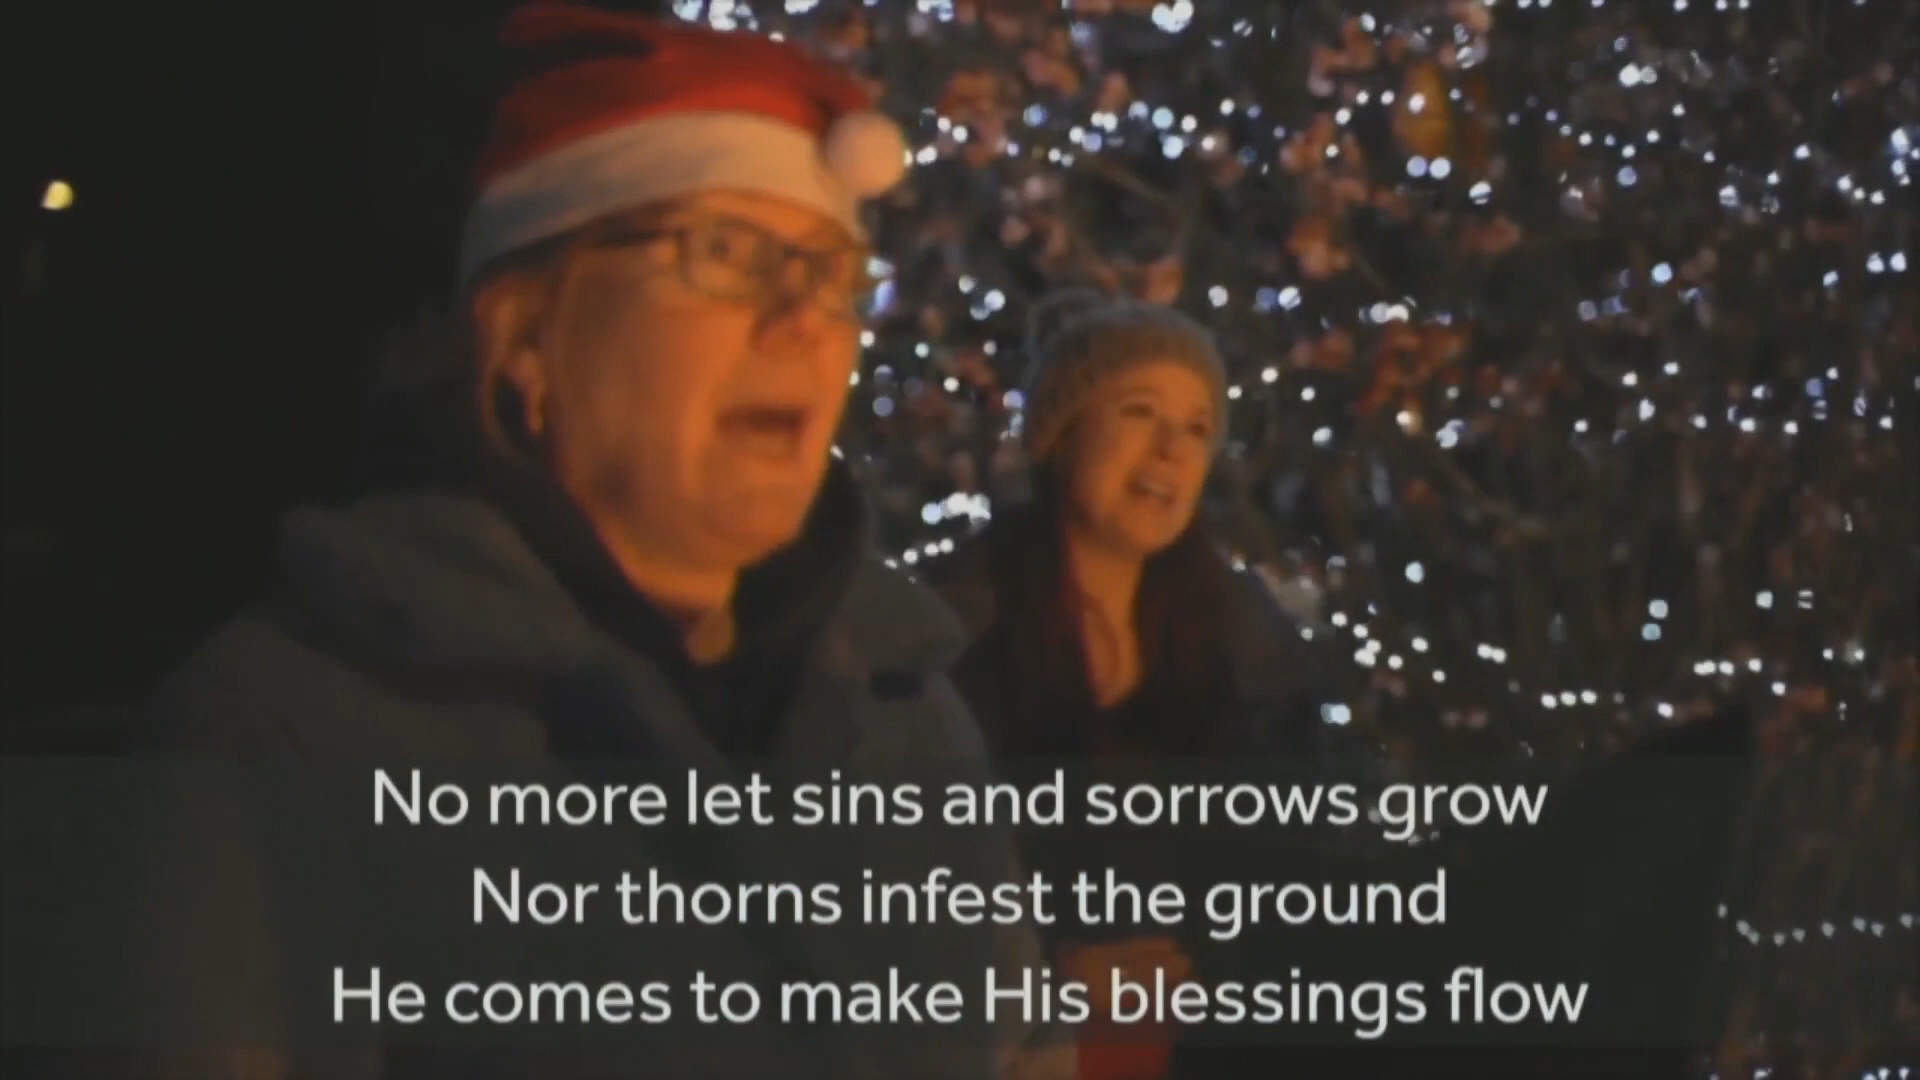 No more let sins and sorrows grow
Nor thorns infest the ground
He comes to make His blessings flow